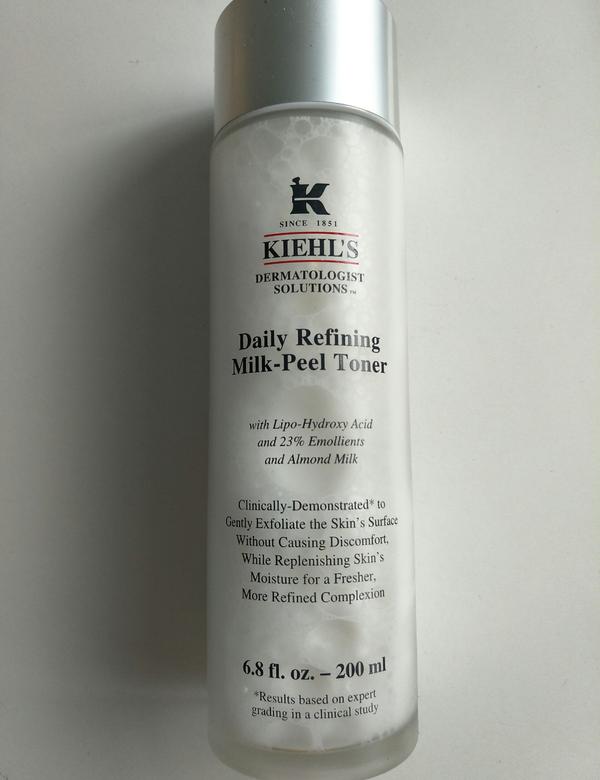 K
SINCE 1851
KIEHL'S
DERMATOLOGIST
SOLUTIONS™
Daily Refining
Milk-Peel Toner
with Lipo-Hydroxy Acid
and 23% Emollients
and Almond Milk
Clinically-Demonstrated* to
Gently Exfoliate the Skin's Surface
Without Causing Discomfort,
While Replenishing Skin's
Moisture for a Fresher,
More Refined Complexion
6.8 fl. oz. – 200 ml
*Results based on expert
grading in a clinical study